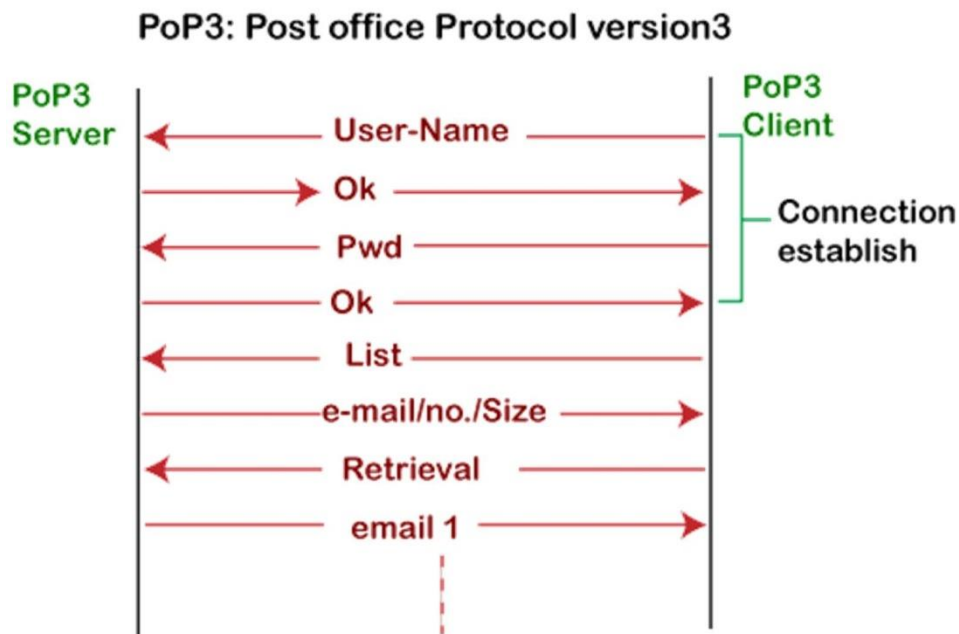 PoP3: Post office Protocol version3
PoP3
Server
PoP3
Client
User-Name
Ok
Pwd
Ok
Connection
establish
List
e-mail/no./Size
Retrieval
email 1